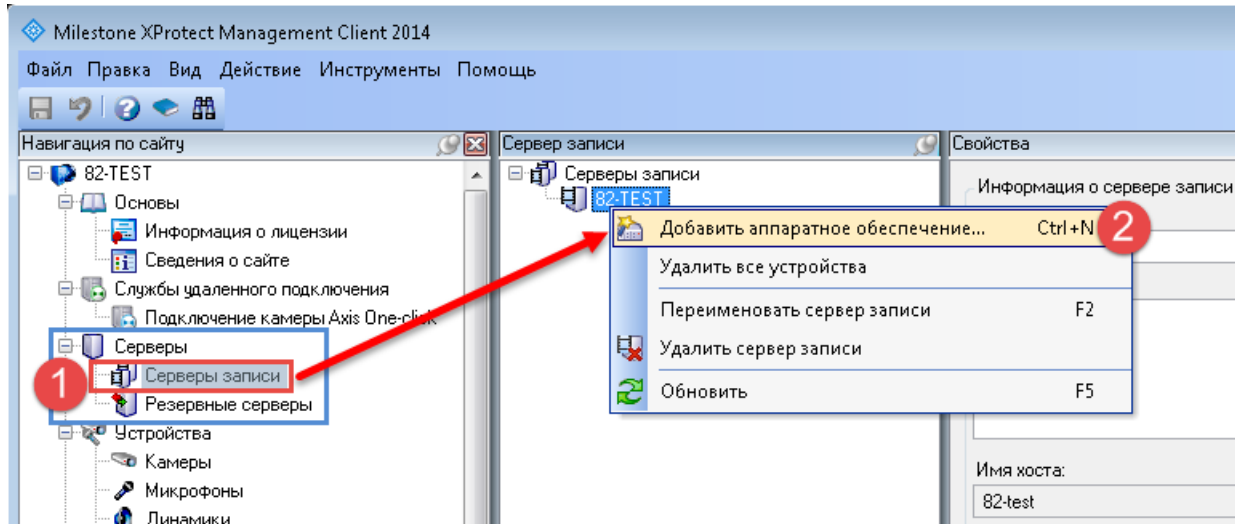 Milestone XProtect Management Client 2014
Файл Правка Вид Действие Инструменты Помощь
Навигация по сайту
82-TEST
Основы
Информация о лицензии
Сведения о сайте
Службы удаленного подключения
Подключение камеры Axis One-click
Серверы
1
Серверы записи
Резервные серверы
Устройства
Камеры
Микрофоны
Динамики
Сервер записи
Серверы записи
82-TEST
Добавить аппаратное обеспечение... Ctrl+N
2
Удалить все устройства
Переименовать сервер записи F2
Удалить сервер записи
Обновить F5
Свойства
Информация о сервере записи
Имя хоста:
82-test